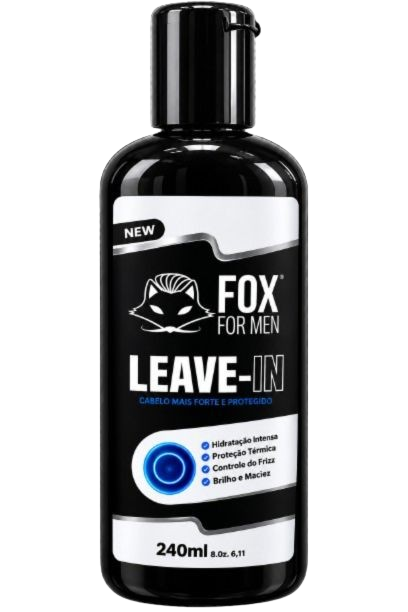 NEW
FOX®
FOR MEN
LEAVE-IN
CABELO MAIS FORTE E PROTEGIDO
Hidratação Intensa
Proteção Térmica
Controle do Frizz
Brilho e Maciez
240ml 8.0z. 6,11